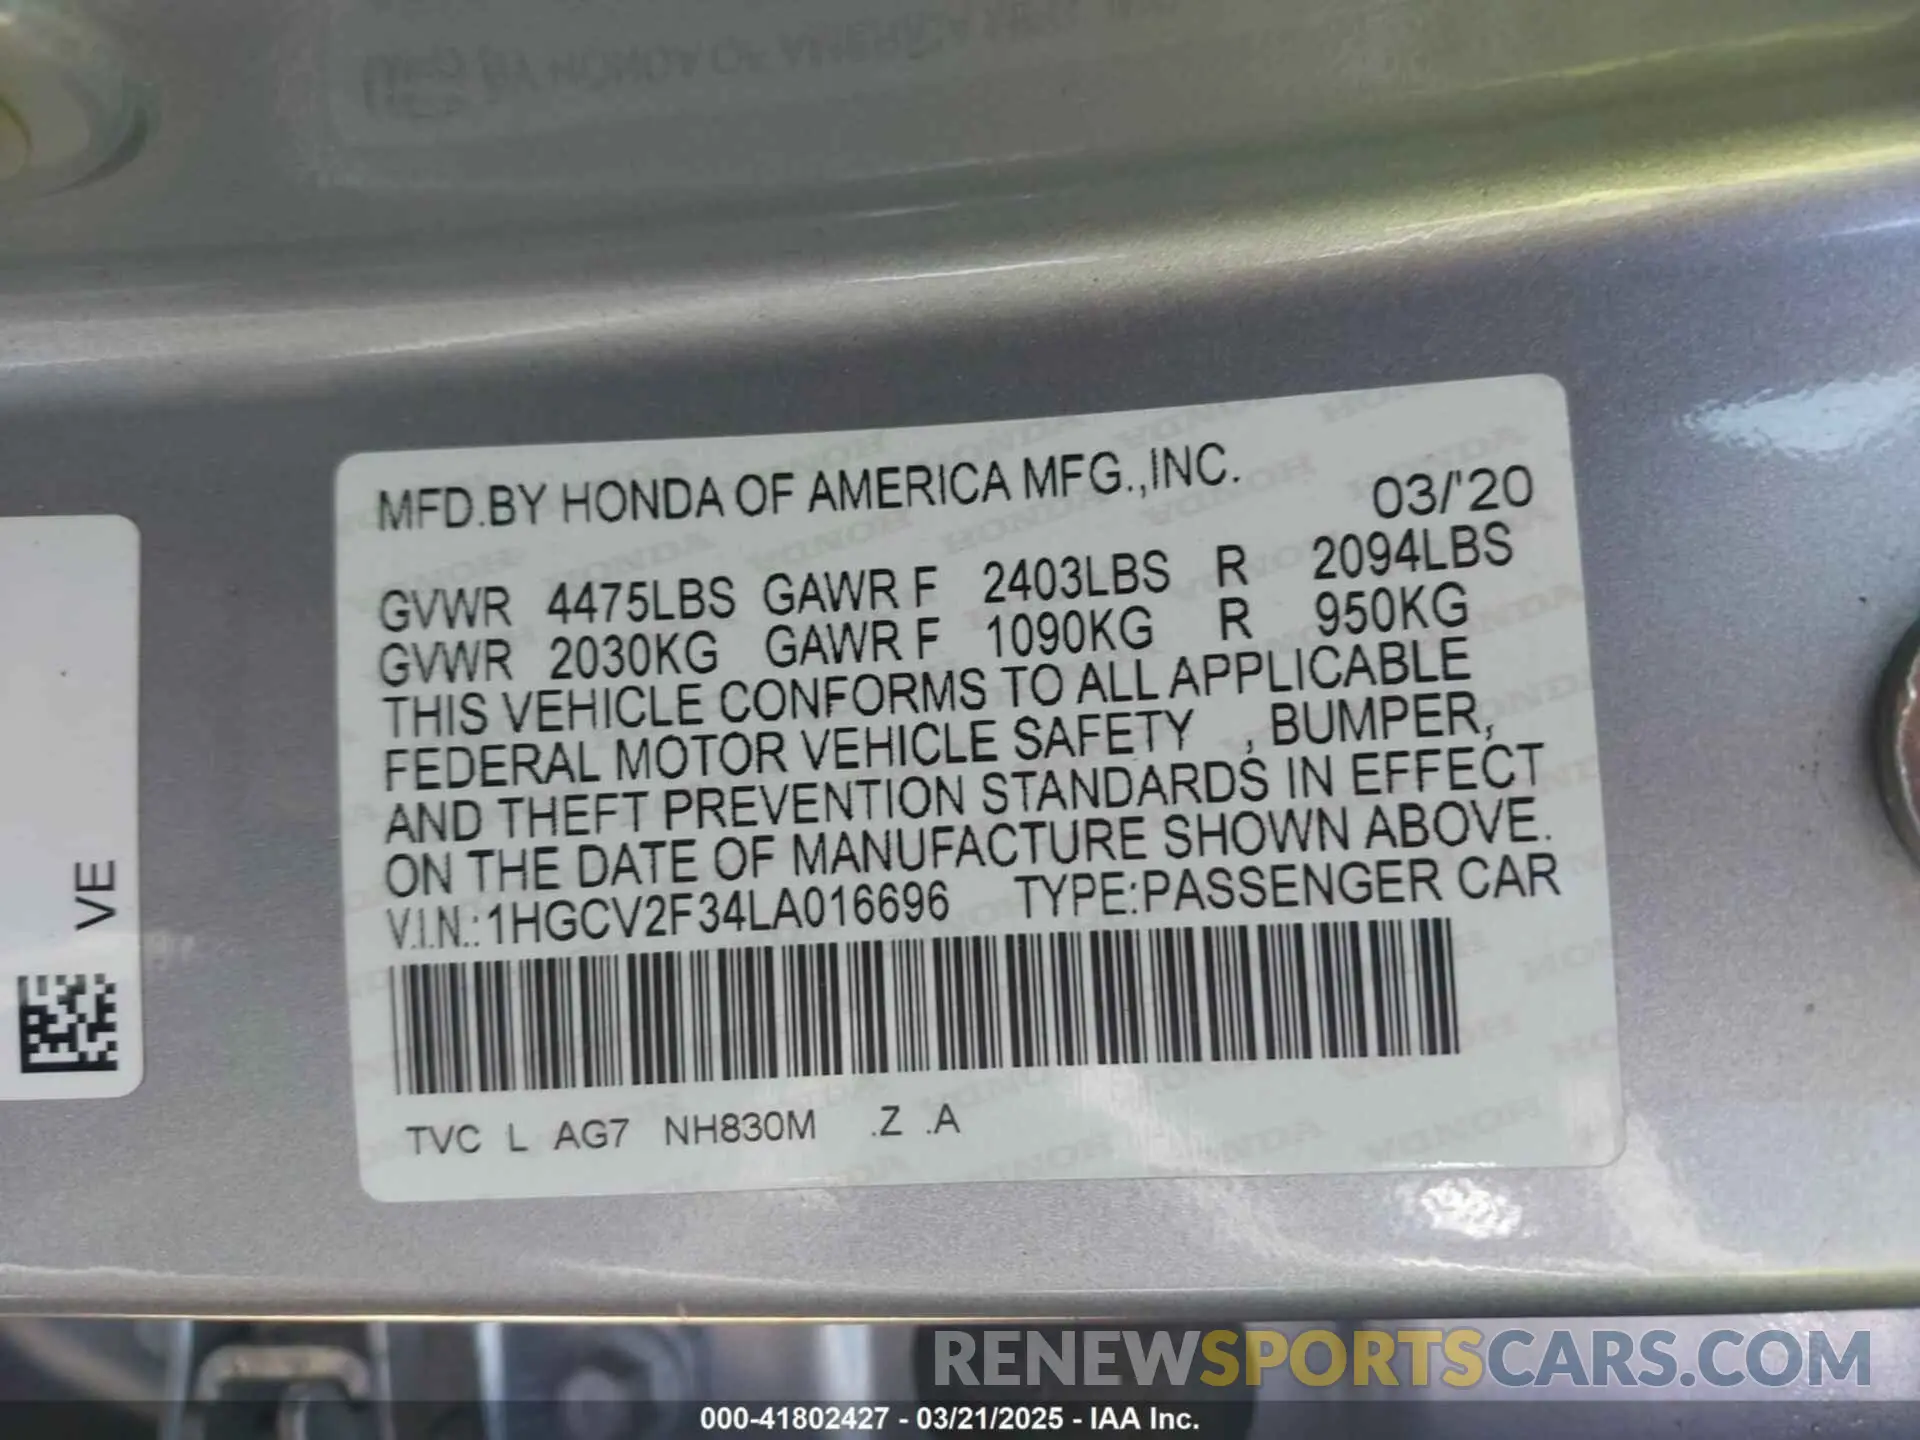 MFD.BY HONDA OF AMERICA MFG.,INC. 03/'20
GVWR 4475LBS GAWR F 2403LBS R 2094LBS
GVWR 2030KG GAWR F 1090KG R 950KG
THIS VEHICLE CONFORMS TO ALL APPLICABLE
FEDERAL MOTOR VEHICLE SAFETY , BUMPER,
AND THEFT PREVENTION STANDARDS IN EFFECT
ON THE DATE OF MANUFACTURE SHOWN ABOVE.
V.I.N.:1HGCV2F34LA016696 TYPE:PASSENGER CAR
TVC L AG7 NH830M .Z .A
VE
RENEWSPORTSCARS.COM
000-41802427 - 03/21/2025 - IAA Inc.